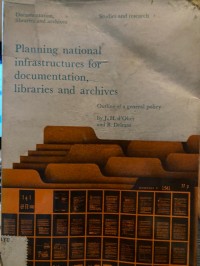 Documentation,
libraries and archives
Studies and research
Planning national
infrastructures for
documentation,
libraries and archives
Outline of a general policy
by J. H. d'Olier
and B. Delmas